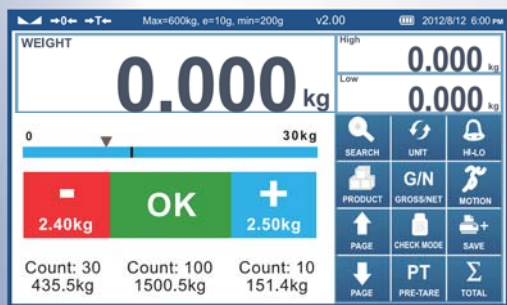 →0← →T← Max=600kg, e=10g, min=200g v2.00 2012/8/12 6:00 PM
WEIGHT
0.000 kg
High
0.000 kg
Low
0.000 kg
0 30kg
- OK +
2.40kg 2.50kg
Count: 30 Count: 100 Count: 10
435.5kg 1500.5kg 151.4kg
SEARCH UNIT HI-LO
G/N
PRODUCT GROSS/NET MOTION
PAGE CHECK MODE SAVE
PT Σ
PAGE PRE-TARE TOTAL